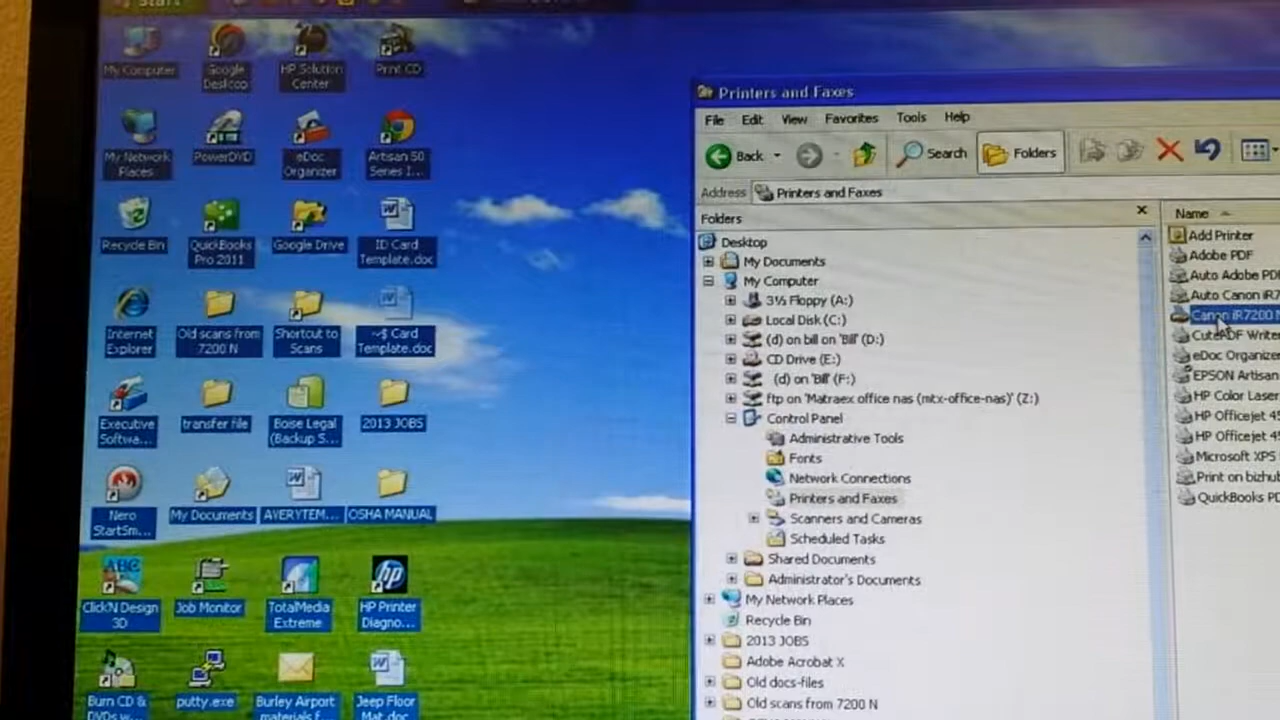 Start
My Computer
Google
Desktop
HP Solution
Center
Print CD
My Network
Places
PowerDVD
eDoc
Organizer
Artisan 50
Series 1...
Recycle Bin
QuickBooks
Pro 2011
Google Drive
ID Card
Template.doc
Internet
Explorer
Old scans from
7200 N
Shortcut to
Scans
~$ Card
Template.doc
Executive
Softwa...
transfer file
Boise Legal
(Backup S...
2013 JOBS
Nero
StartSm...
My Documents
AVERYTEM...
OSHA MANUAL
ABC
Click'N Design
3D
Job Monitor
TotalMedia
Extreme
hp
HP Printer
Diagno...
Burn CD &
DVDs w...
putty.exe
Burley Airport
materials f...
Jeep Floor
Mat.doc
Printers and Faxes
File Edit View Favorites Tools Help
Back Search Folders
Address Printers and Faxes
Folders
Desktop
My Documents
My Computer
3½ Floppy (A:)
Local Disk (C:)
(d) on bill on 'Bill' (D:)
CD Drive (E:)
(d) on 'Bill' (F:)
ftp on 'Matraex office nas (mtx-office-nas)' (Z:)
Control Panel
Administrative Tools
Fonts
Network Connections
Printers and Faxes
Scanners and Cameras
Scheduled Tasks
Shared Documents
Administrator's Documents
My Network Places
Recycle Bin
2013 JOBS
Adobe Acrobat X
Old docs-files
Old scans from 7200 N
Name
Add Printer
Adobe PDF
Auto Adobe PDF
Auto Canon iR7
Canon iR7200 N
CutePDF Writer
eDoc Organize
EPSON Artisan
HP Color Laser
HP Officejet 45
HP Officejet 45
Microsoft XPS
Print on bizhub
QuickBooks PD